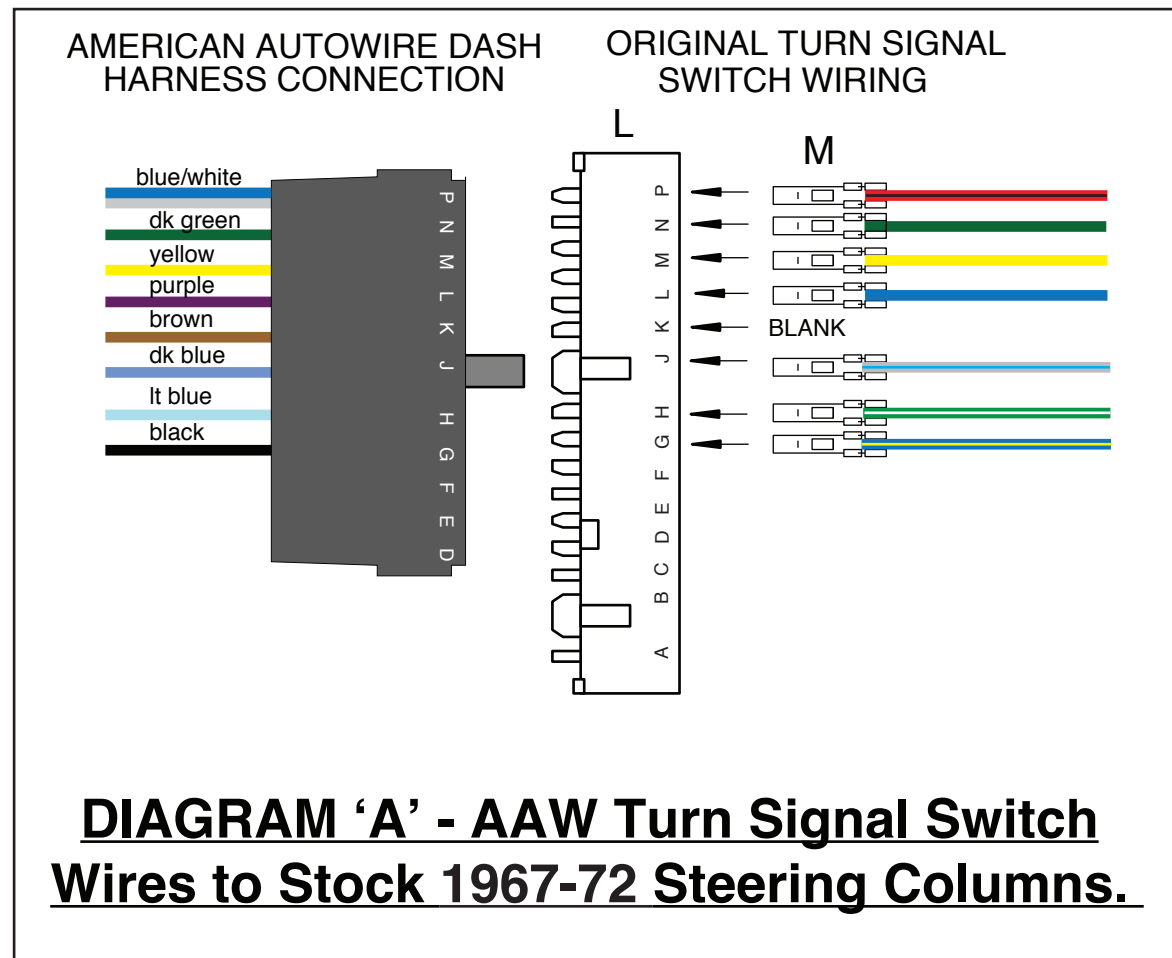 AMERICAN AUTOWIRE DASH
HARNESS CONNECTION
ORIGINAL TURN SIGNAL
SWITCH WIRING
blue/white
dk green
yellow
purple
brown
dk blue
lt blue
black
P
N
M
L
K
J
H
G
F
E
D
L
P
N
M
L
K
J
H
G
F
E
D
C
B
A
M
BLANK
DIAGRAM ‘A’ - AAW Turn Signal Switch
Wires to Stock 1967-72 Steering Columns.